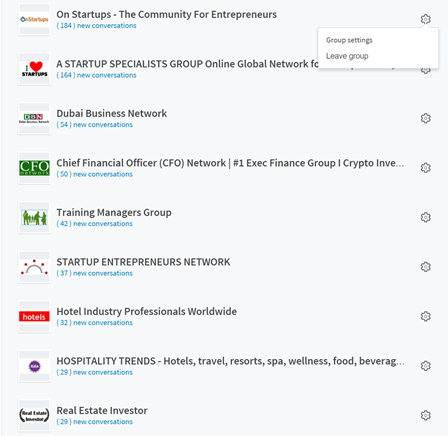 OnStartups
On Startups - The Community For Entrepreneurs
( 184 ) new conversations
Group settings
Leave group
I
STARTUPS
A STARTUP SPECIALISTS GROUP Online Global Network fo
( 164 ) new conversations
DBN
Dubai Business Network
Dubai Business Network
( 54 ) new conversations
CFO
network
Chief Financial Officer (CFO) Network | #1 Exec Finance Group I Crypto Inve...
( 50 ) new conversations
Training Managers Group
( 42 ) new conversations
STARTUP ENTREPRENEURS NETWORK
( 37 ) new conversations
hotels
Hotel Industry Professionals Worldwide
( 32 ) new conversations
HOSPITALITY TRENDS - Hotels, travel, resorts, spa, wellness, food, beverag...
( 29 ) new conversations
Real Estate
Investor
Real Estate Investor
( 29 ) new conversations